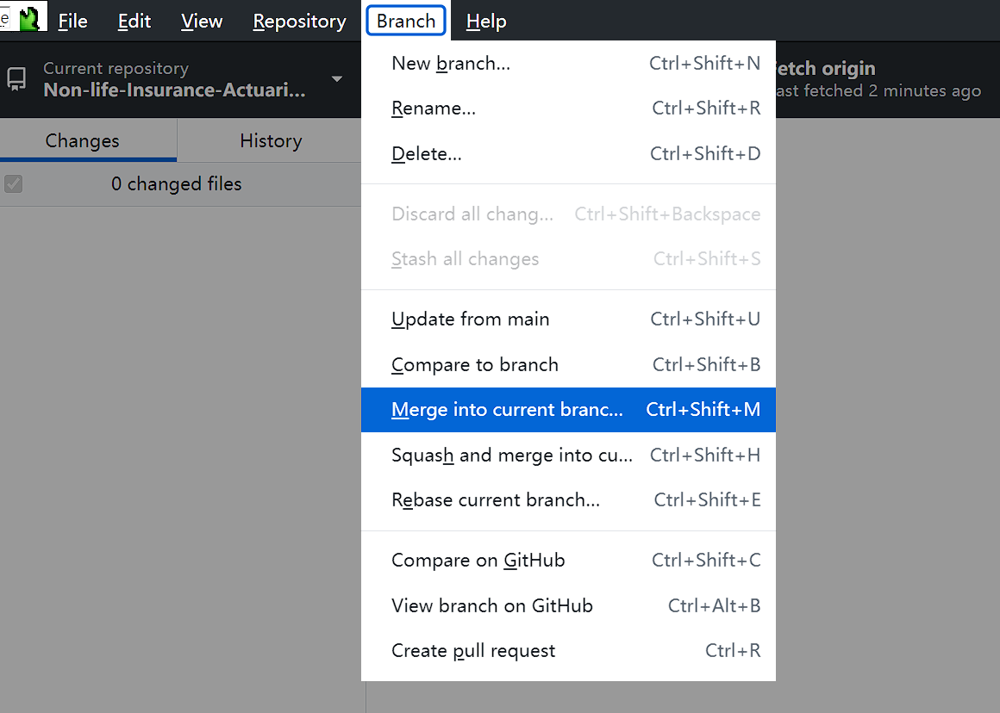 File Edit View Repository Branch Help
Current repository
Non-life-Insurance-Actuari...
etch origin
ast fetched 2 minutes ago
Changes History
0 changed files
New branch... Ctrl+Shift+N
Rename... Ctrl+Shift+R
Delete... Ctrl+Shift+D
Discard all chang... Ctrl+Shift+Backspace
Stash all changes Ctrl+Shift+S
Update from main Ctrl+Shift+U
Compare to branch Ctrl+Shift+B
Merge into current branc... Ctrl+Shift+M
Squash and merge into cu... Ctrl+Shift+H
Rebase current branch... Ctrl+Shift+E
Compare on GitHub Ctrl+Shift+C
View branch on GitHub Ctrl+Alt+B
Create pull request Ctrl+R